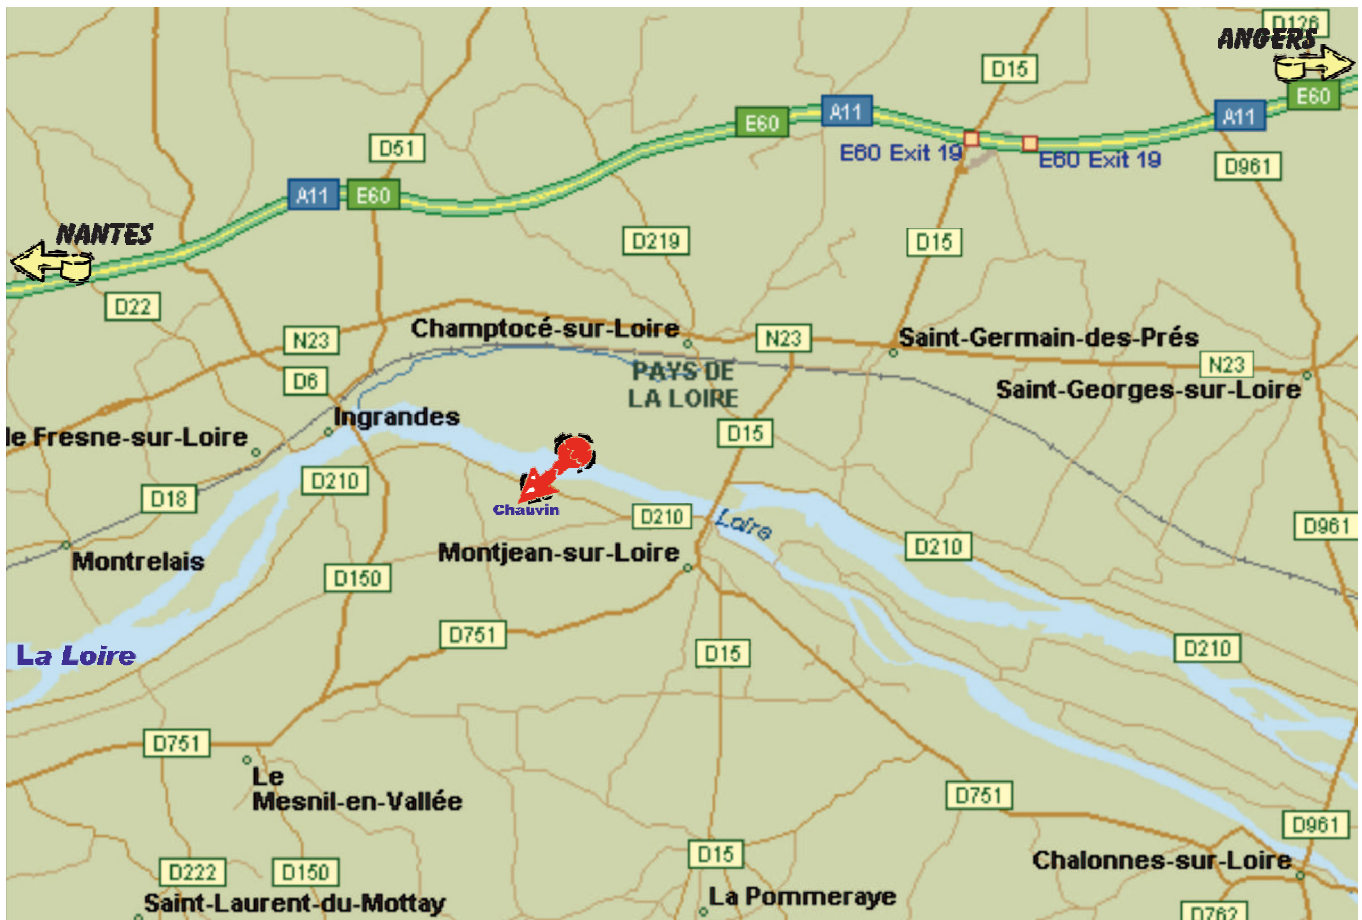 D126
ANGERS
D15
E60
A11
E60
A11
D51
E60 Exit 19
E60 Exit 19
D961
A11
E60
NANTES
D219
D15
D22
N23
Champtocé-sur-Loire
N23
Saint-Germain-des-Prés
N23
D6
PAYS DE
LA LOIRE
Saint-Georges-sur-Loire
Ingrandes
le Fresne-sur-Loire
D15
D210
D18
Chauvin
D210
Loire
D961
Montrelais
Montjean-sur-Loire
D210
D150
D751
D15
D210
La Loire
D751
Le
Mesnil-en-Vallée
D751
D961
D15
Chalonnes-sur-Loire
D222
D150
Saint-Laurent-du-Mottay
La Pommeraye
D762